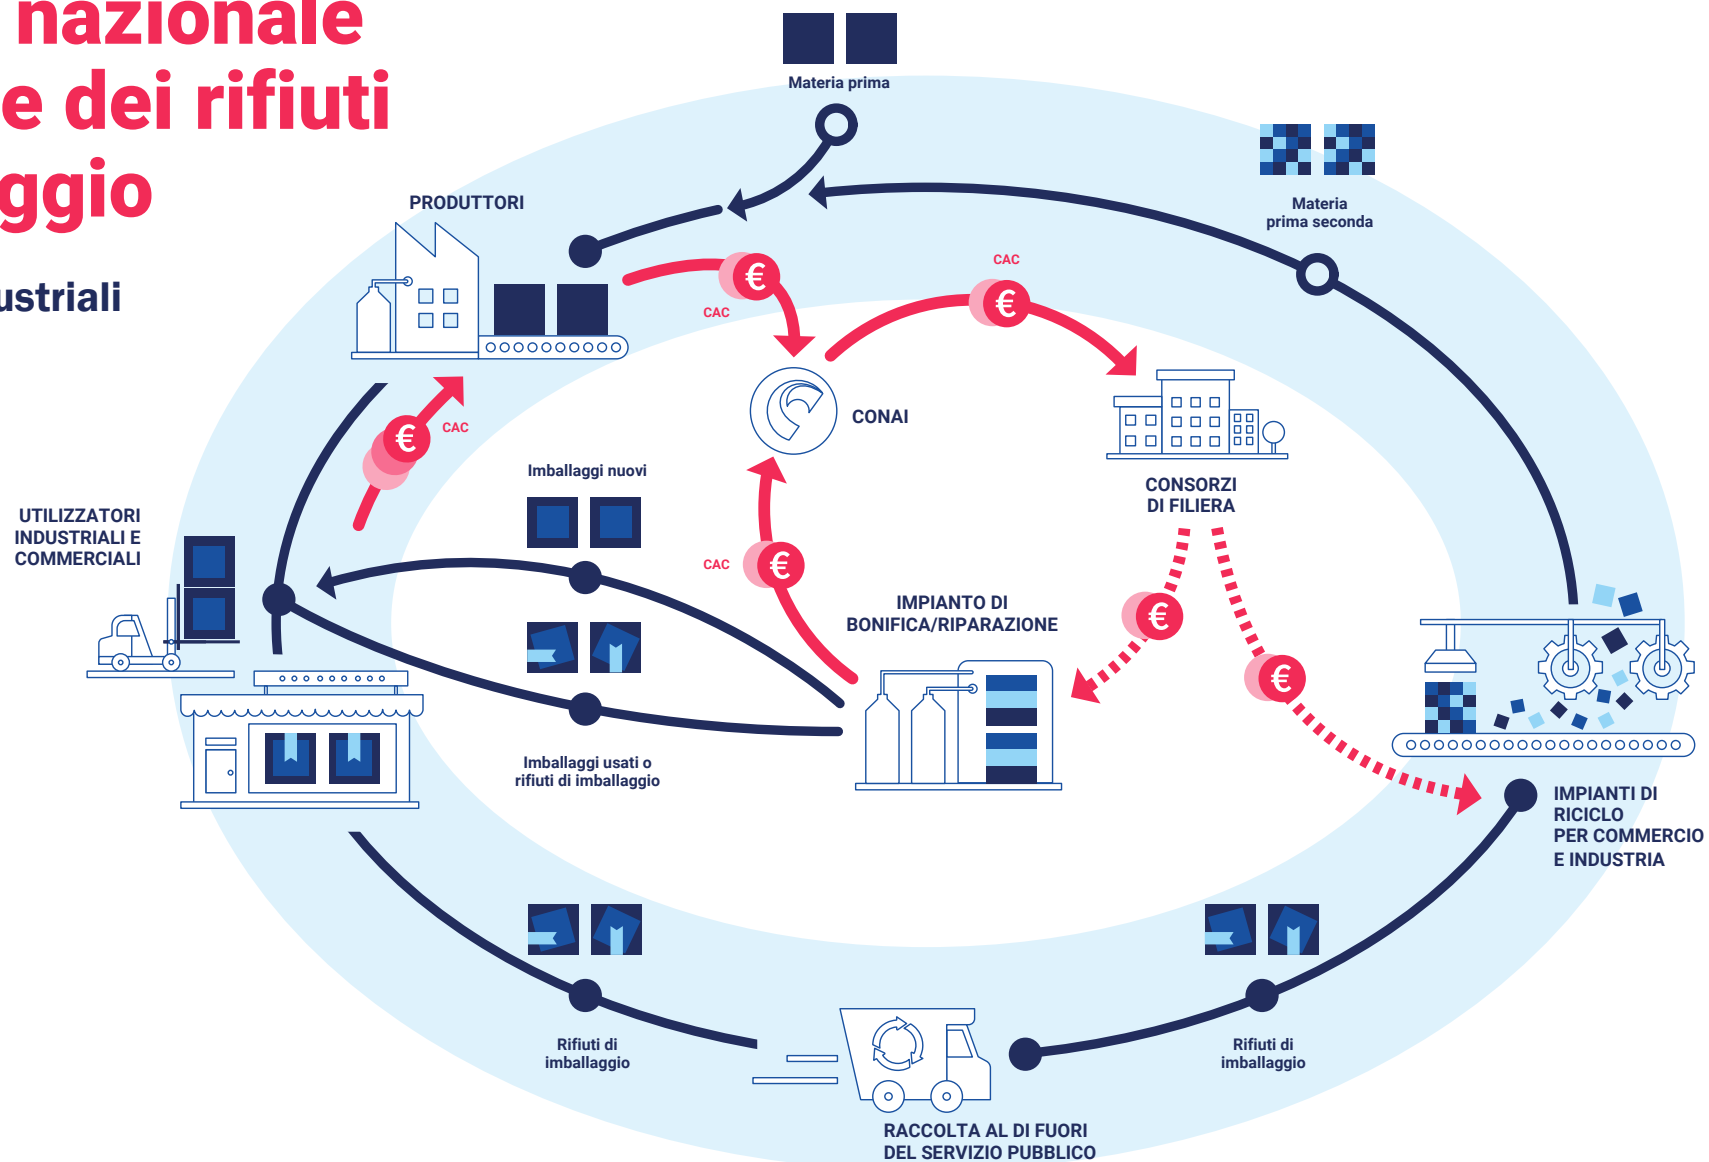 nazionale
e dei rifiuti
ggio
ustriali
Materia prima
Materia
prima seconda
PRODUTTORI
€
CAC
€
CAC
€
CAC
CONAI
CONSORZI
DI FILIERA
Imballaggi nuovi
UTILIZZATORI
INDUSTRIALI E
COMMERCIALI
CAC
€
IMPIANTO DI
BONIFICA/RIPARAZIONE
€
€
Imballaggi usati o
rifiuti di imballaggio
IMPIANTI DI
RICICLO
PER COMMERCIO
E INDUSTRIA
Rifiuti di
imballaggio
Rifiuti di
imballaggio
RACCOLTA AL DI FUORI
DEL SERVIZIO PUBBLICO